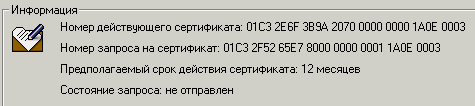 Информация
Номер действующего сертификата: 01C3 2E6F 3B9A 2070 0000 0000 1A0E 0003
Номер запроса на сертификат: 01C3 2F52 65E7 8000 0000 0001 1A0E 0003
Предполагаемый срок действия сертификата: 12 месяцев
Состояние запроса: не отправлен